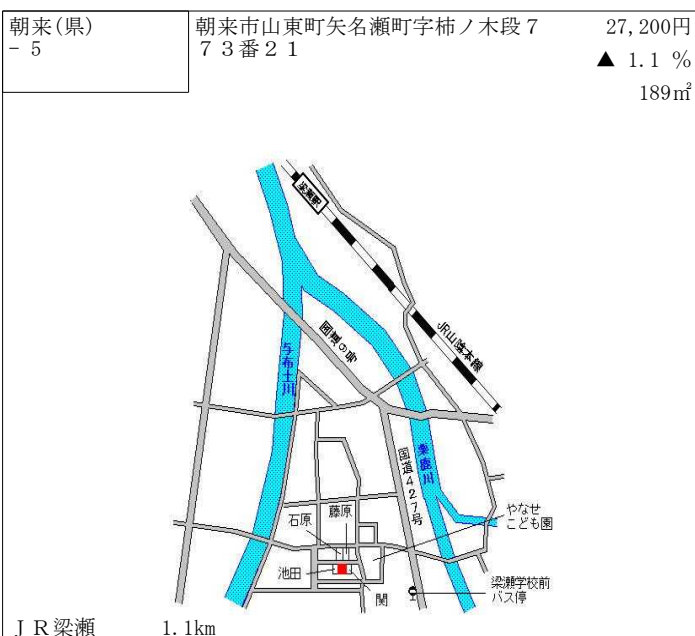 朝来(県)
- 5
朝来市山東町矢名瀬町字柿ノ木段7
73番21
27,200円
▲ 1.1 %
189㎡
梁瀬駅
JR山陰本線
国道9号
与布土川
粟鹿川
国道427号
やなせ
こども園
石原
藤原
池田
関
梁瀬学校前
バス停
JR梁瀬 1.1km